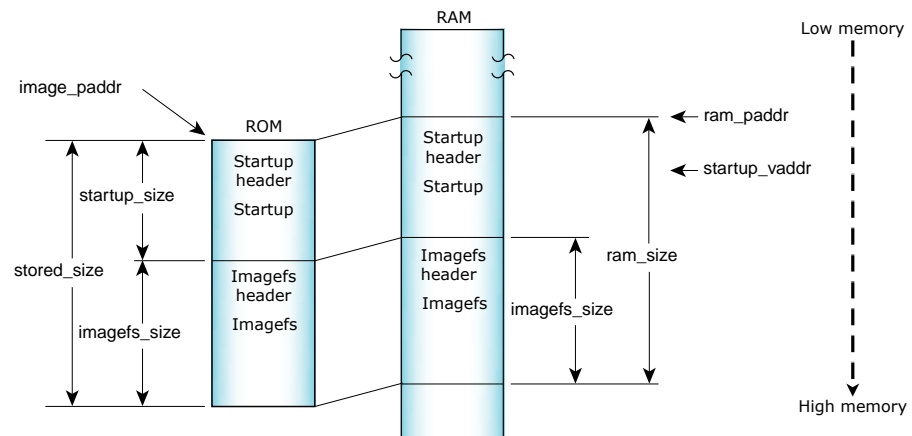 RAM
Low memory
image_paddr
ROM
ram_paddr
Startup
header
Startup
Startup
header
Startup
startup_vaddr
startup_size
stored_size
Imagefs
header
Imagefs
Imagefs
header
Imagefs
ram_size
imagefs_size
imagefs_size
High memory